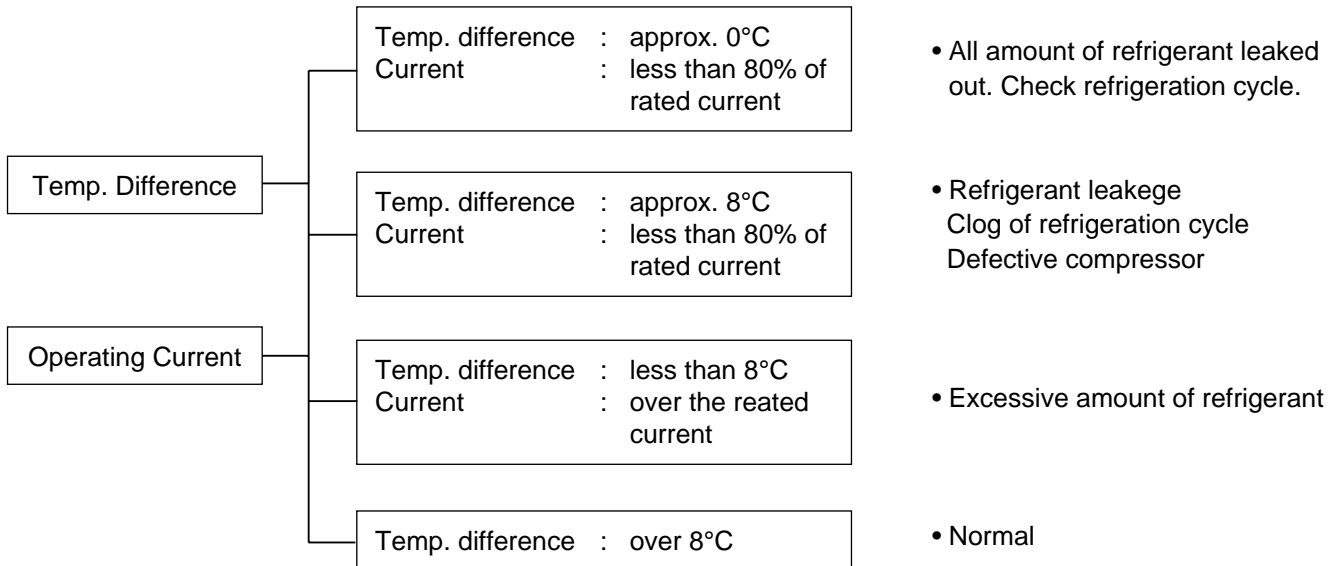 Temp. difference : approx. 0°C
Current : less than 80% of
rated current
• All amount of refrigerant leaked
out. Check refrigeration cycle.
Temp. Difference
Temp. difference : approx. 8°C
Current : less than 80% of
rated current
• Refrigerant leakege
Clog of refrigeration cycle
Defective compressor
Operating Current
Temp. difference : less than 8°C
Current : over the reated
current
• Excessive amount of refrigerant
Temp. difference : over 8°C
• Normal